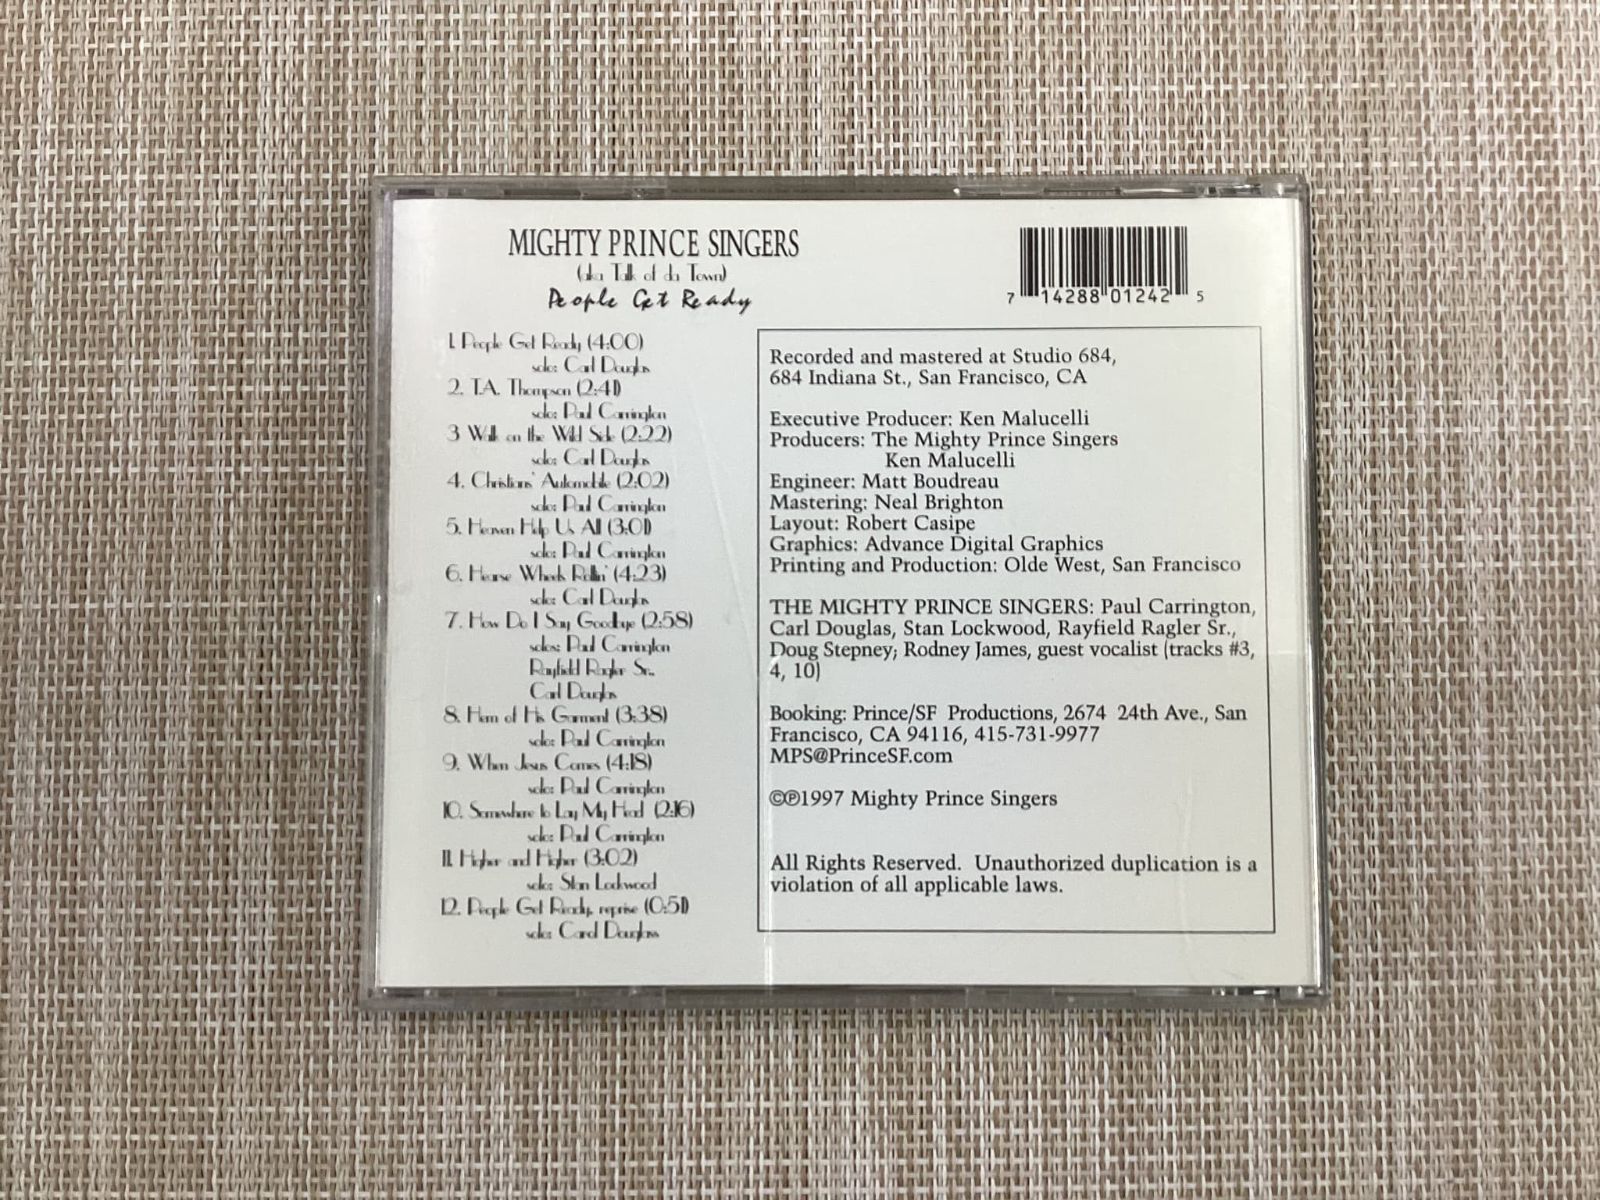 MIGHTY PRINCE SINGERS
(aka Talk of da Town)
People Get Ready
7 14288 01242 5
1. People Get Ready (4:00)
solo: Carl Douglas
2. T.A. Thompson (2:41)
solo: Paul Carrington
3 Walk on the Wild Side (2:22)
solo: Carl Douglas
4. Christians' Automobile (2:02)
solo: Paul Carrington
5. Heaven Help Us All (3:01)
solo: Paul Carrington
6. Hearse Wheels Rollin' (4:23)
solo: Carl Douglas
7. How Do I Say Goodbye (2:58)
solos: Paul Carrington
Rayfield Ragler Sr.,
Carl Douglas
8. Hem of His Garment (3:38)
solo: Paul Carrington
9. When Jesus Comes (4:18)
solo: Paul Carrington
10. Somewhere to Lay My Head (2:16)
solo: Paul Carrington
11. Higher and Higher (3:02)
solo: Stan Lockwood
12. People Get Ready, reprise (0:51)
solo: Carol Douglass
Recorded and mastered at Studio 684,
684 Indiana St., San Francisco, CA
Executive Producer: Ken Malucelli
Producers: The Mighty Prince Singers
Ken Malucelli
Engineer: Matt Boudreau
Mastering: Neal Brighton
Layout: Robert Casipe
Graphics: Advance Digital Graphics
Printing and Production: Olde West, San Francisco
THE MIGHTY PRINCE SINGERS: Paul Carrington,
Carl Douglas, Stan Lockwood, Rayfield Ragler Sr.,
Doug Stepney; Rodney James, guest vocalist (tracks #3,
4, 10)
Booking: Prince/SF Productions, 2674 24th Ave., San
Francisco, CA 94116, 415-731-9977
MPS@PrinceSF.com
©℗1997 Mighty Prince Singers
All Rights Reserved. Unauthorized duplication is a
violation of all applicable laws.